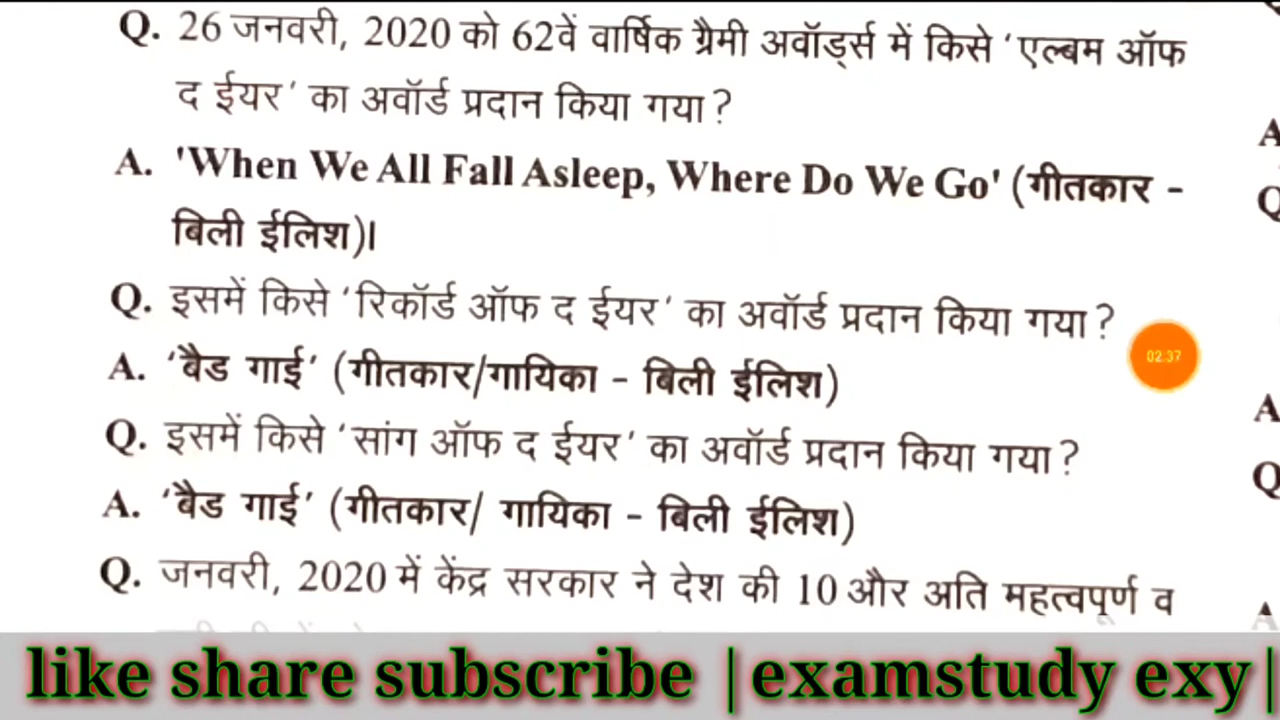 Q. 26 जनवरी, 2020 को 62वें वार्षिक ग्रैमी अवॉर्ड्स में किसे 'एल्बम ऑफ
द ईयर' का अवॉर्ड प्रदान किया गया?
A. 'When We All Fall Asleep, Where Do We Go' (गीतकार -
बिली ईलिश)।
Q. इसमें किसे 'रिकॉर्ड ऑफ द ईयर' का अवॉर्ड प्रदान किया गया?
A. 'बैड गाई' (गीतकार/गायिका - बिली ईलिश)
Q. इसमें किसे 'सांग ऑफ द ईयर' का अवॉर्ड प्रदान किया गया?
A. 'बैड गाई' (गीतकार/ गायिका - बिली ईलिश)
Q. जनवरी, 2020 में केंद्र सरकार ने देश की 10 और अति महत्वपूर्ण व
A
Q
A
Q
A
02:37
like share subscribe |examstudy exy|